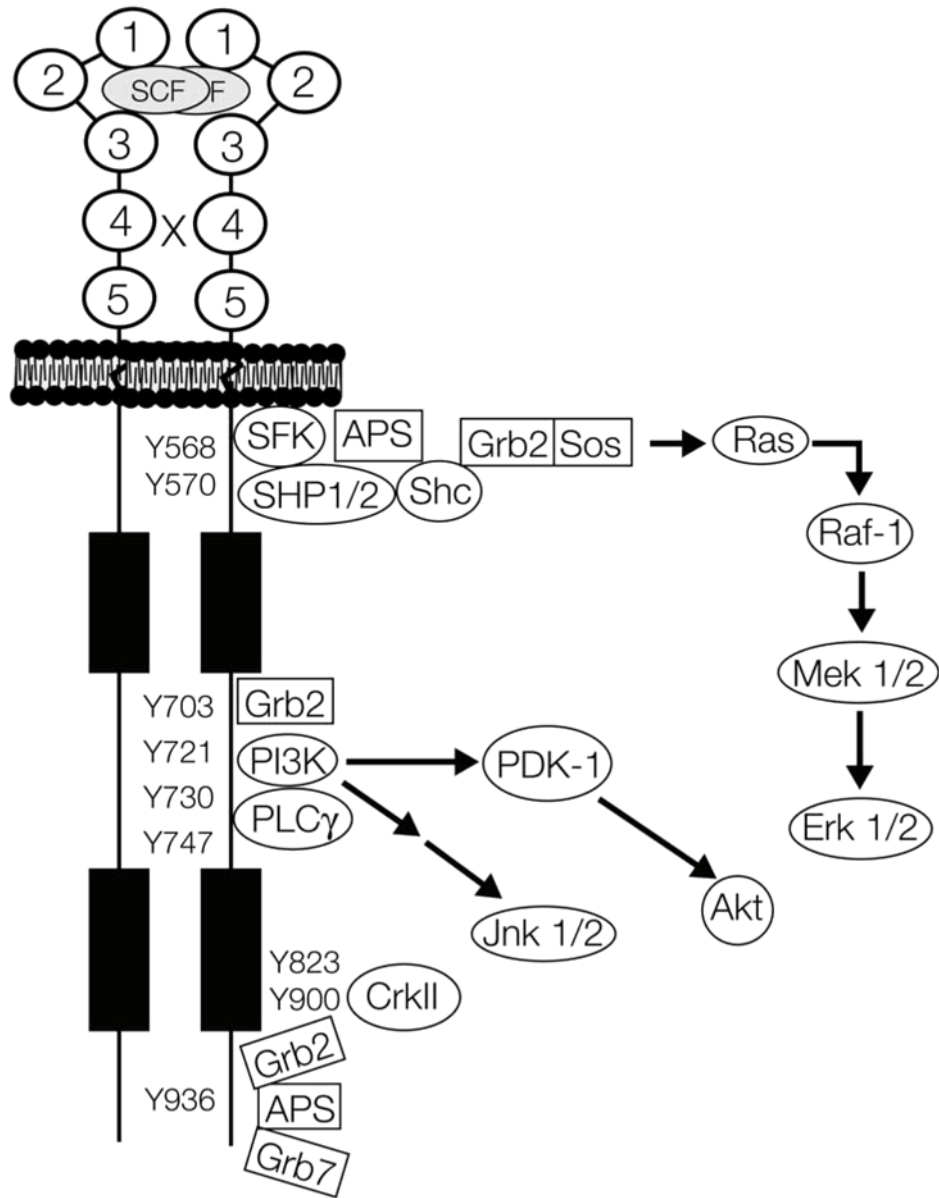 1 1
2 SCF F 2
3 3
4 X 4
5 5
Y568 SFK APS Grb2 Sos Ras
Y570 SHP1/2 Shc
Raf-1
Mek 1/2
Y703 Grb2
Y721 PI3K PDK-1
Y730 PLCγ
Y747 Erk 1/2
Akt
Jnk 1/2
Y823
Y900 CrkII
Grb2
Y936 APS
Grb7